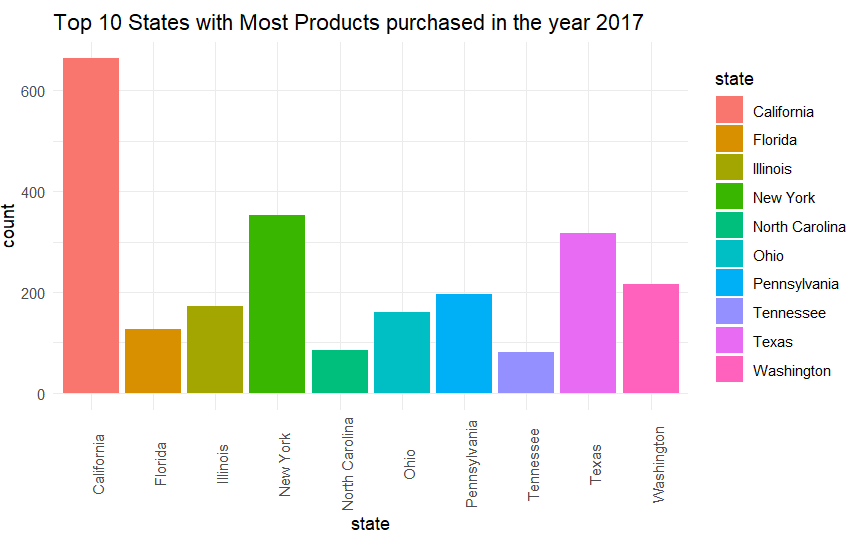 Top 10 States with Most Products purchased in the year 2017
count
600
400
200
0
California
Florida
Illinois
New York
North Carolina
Ohio
Pennsylvania
Tennessee
Texas
Washington
state
state
California
Florida
Illinois
New York
North Carolina
Ohio
Pennsylvania
Tennessee
Texas
Washington